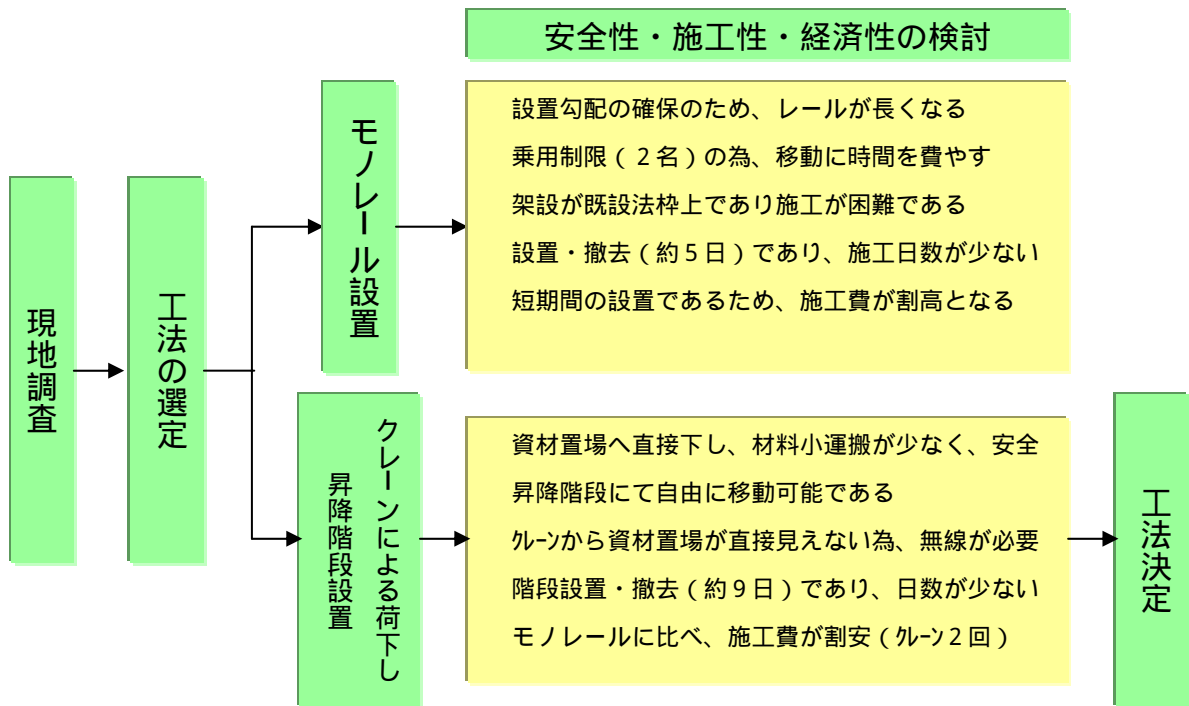 安全性・施工性・経済性の検討
現地調査
工法の選定
モノレール設置
設置勾配の確保のため、レールが長くなる
乗用制限（２名）の為、移動に時間を費やす
架設が既設法枠上であり施工が困難である
設置・撤去（約５日）であり、施工日数が少ない
短期間の設置であるため、施工費が割高となる
クレーンによる荷下し
昇降階段設置
資材置場へ直接下し、材料小運搬が少なく、安全
昇降階段にて自由に移動可能である
ｸﾚｰﾝから資材置場が直接見えない為、無線が必要
階段設置・撤去（約９日）であり、日数が少ない
モノレールに比べ、施工費が割安（ｸﾚｰﾝ２回）
工法決定